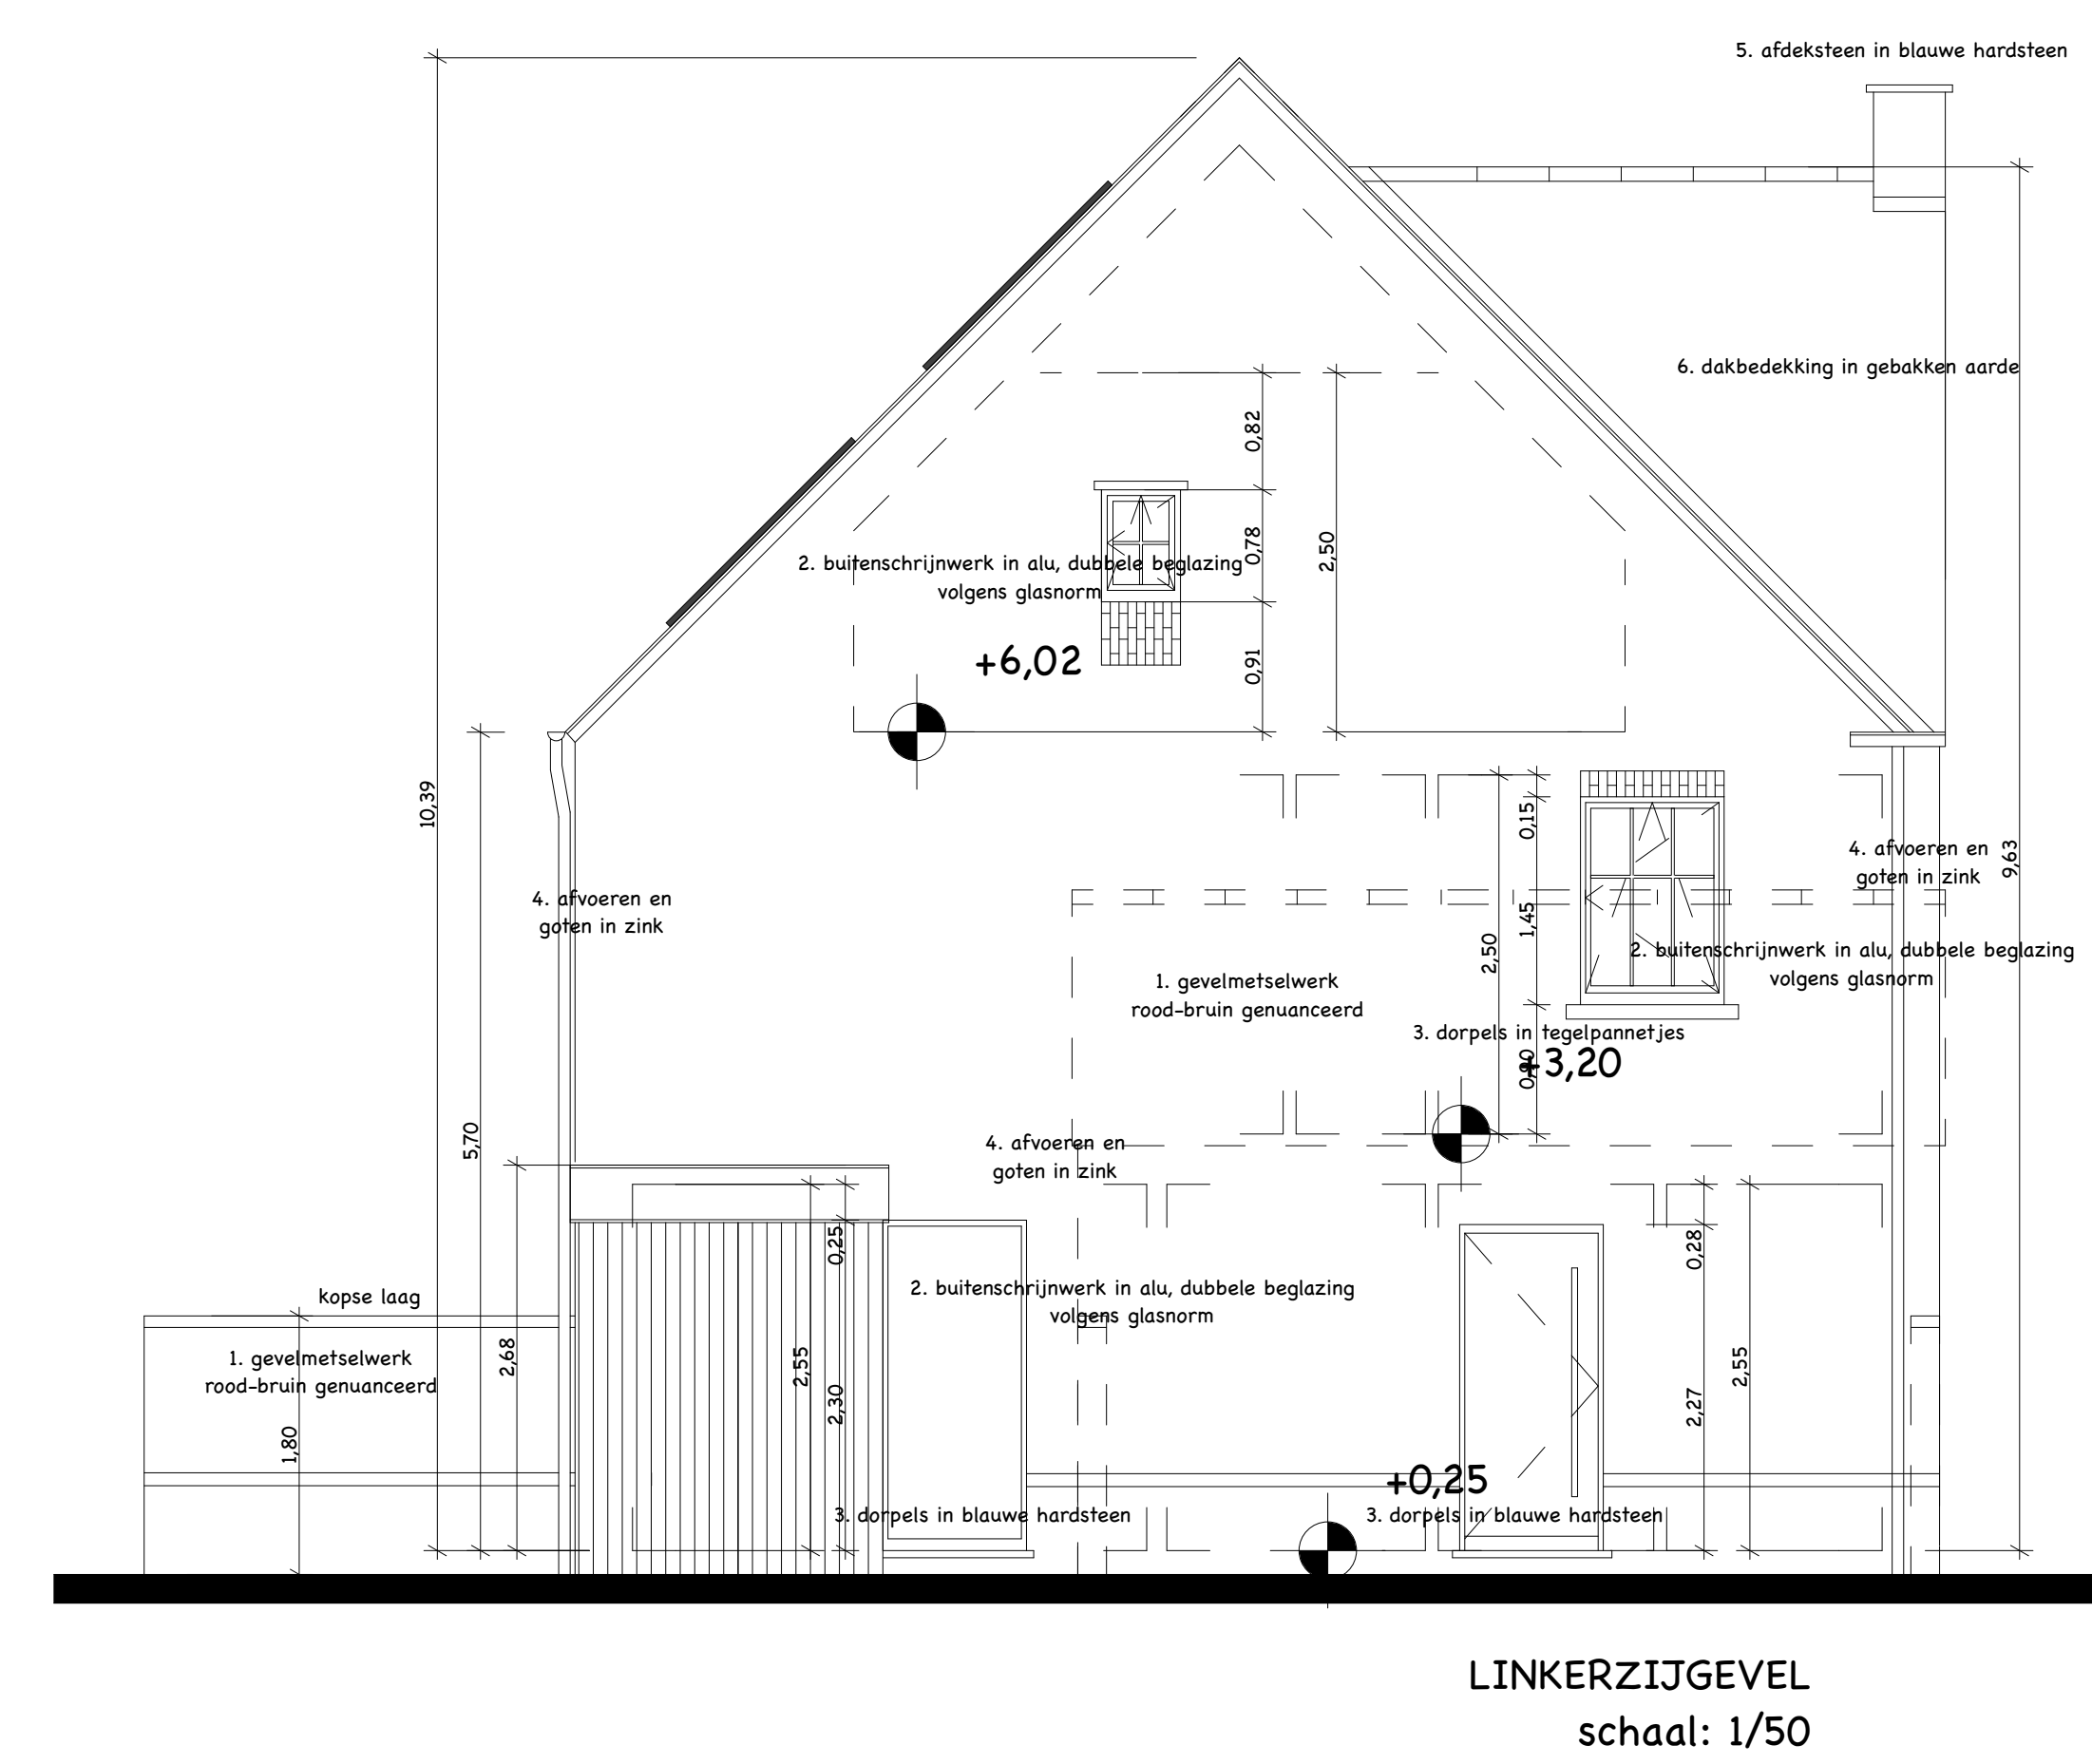 5. afdeksteen in blauwe hardsteen
6. dakbedekking in gebakken aarde
0,82
0,78
2,50
2. buitenschrijnwerk in alu, dubbele beglazing
volgens glasnorm
0,91
+6,02
10,39
0,15
4. afvoeren en
goten in zink
9,63
4. afvoeren en
goten in zink
1,45
2,50
2. buitenschrijnwerk in alu, dubbele beglazing
volgens glasnorm
1. gevelmetselwerk
rood-bruin genuanceerd
3. dorpels in tegelpannetjes
0,90
+3,20
5,70
4. afvoeren en
goten in zink
0,25
0,28
2. buitenschrijnwerk in alu, dubbele beglazing
volgens glasnorm
kopse laag
2,68
2,55
2,55
1. gevelmetselwerk
rood-bruin genuanceerd
2,30
2,27
1,80
+0,25
3. dorpels in blauwe hardsteen
3. dorpels in blauwe hardsteen
LINKERZIJGEVEL
schaal: 1/50